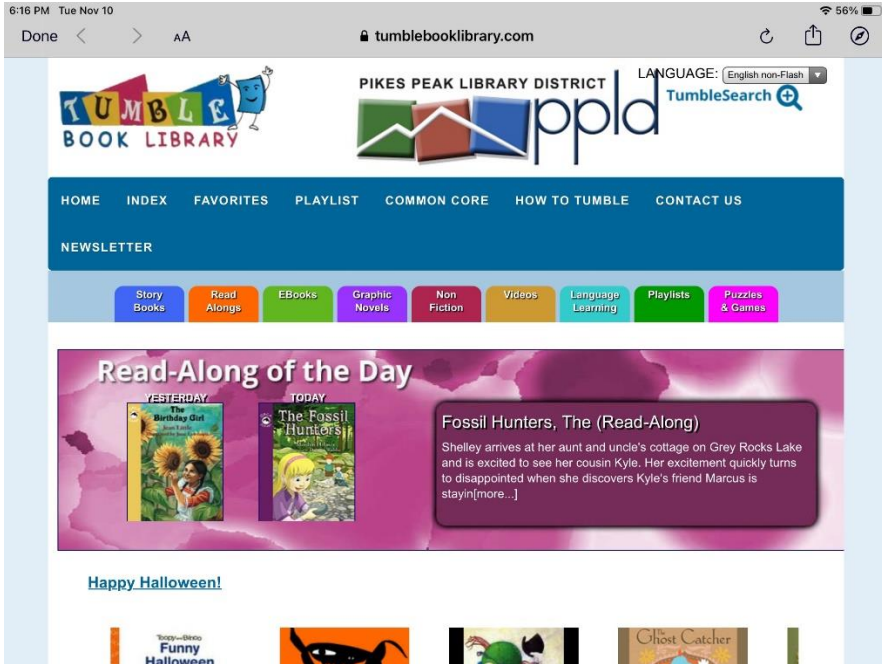 6:16 PM Tue Nov 10
56%
Done
AA
tumblebooklibrary.com
TUMBLE
BOOK LIBRARY
PIKES PEAK LIBRARY DISTRICT
ppld
LANGUAGE: English non-Flash
TumbleSearch
HOME INDEX FAVORITES PLAYLIST COMMON CORE HOW TO TUMBLE CONTACT US
NEWSLETTER
Story Books
Read Alongs
EBooks
Graphic Novels
Non Fiction
Videos
Language Learning
Playlists
Puzzles & Games
Read-Along of the Day
YESTERDAY
The
Birthday Girl
TODAY
The Fossil
Hunters
Fossil Hunters, The (Read-Along)
Shelley arrives at her aunt and uncle's cottage on Grey Rocks Lake
and is excited to see her cousin Kyle. Her excitement quickly turns
to disappointed when she discovers Kyle's friend Marcus is
stayin[more...]
Happy Halloween!
Funny
Halloween
The
Ghost Catcher